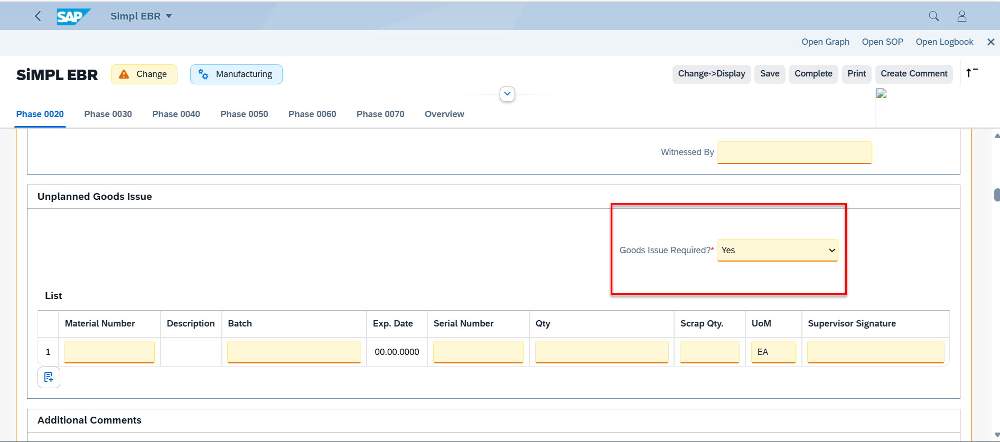 SAP Simpl EBR
Open Graph Open SOP Open Logbook
SiMPL EBR Change Manufacturing Change->Display Save Complete Print Create Comment
Phase 0020 Phase 0030 Phase 0040 Phase 0050 Phase 0060 Phase 0070 Overview
Witnessed By
Unplanned Goods Issue
Goods Issue Required?* Yes
List
Material Number Description Batch Exp. Date Serial Number Qty Scrap Qty. UoM Supervisor Signature
1 00.00.0000 EA
Additional Comments